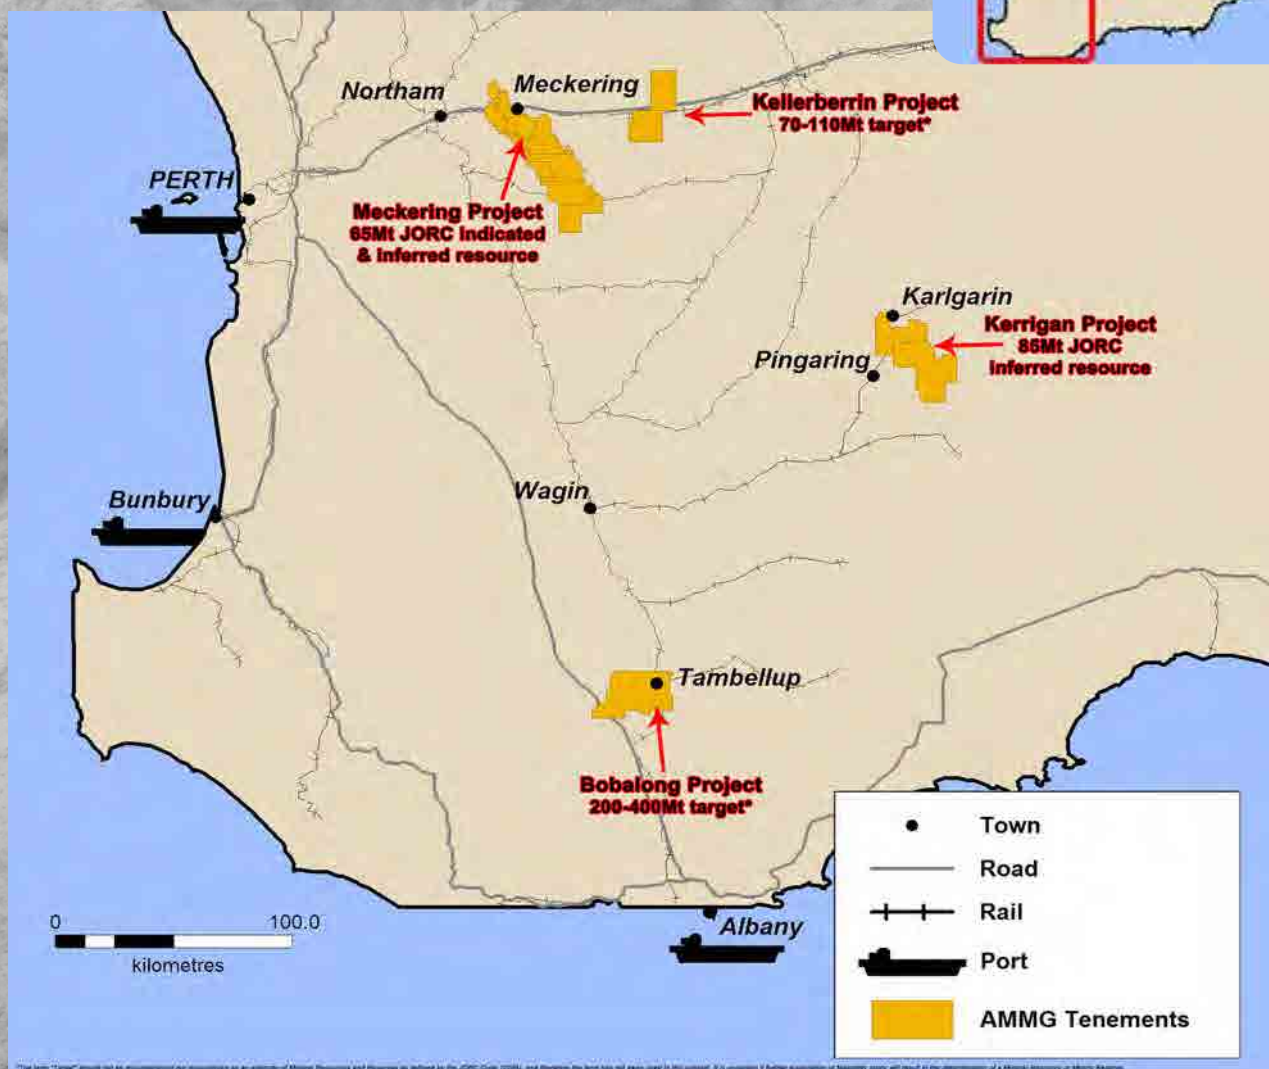 Northam
Meckering
Kellerberrin Project
70-110Mt target*
PERTH
Meckering Project
65Mt JORC indicated
& inferred resource
Karlgarin
Kerrigan Project
85Mt JORC
inferred resource
Pingaring
Wagin
Bunbury
Tambellup
Bobalong Project
200-400Mt target*
Albany
0 100.0
kilometres
Town
Road
Rail
Port
AMMG Tenements